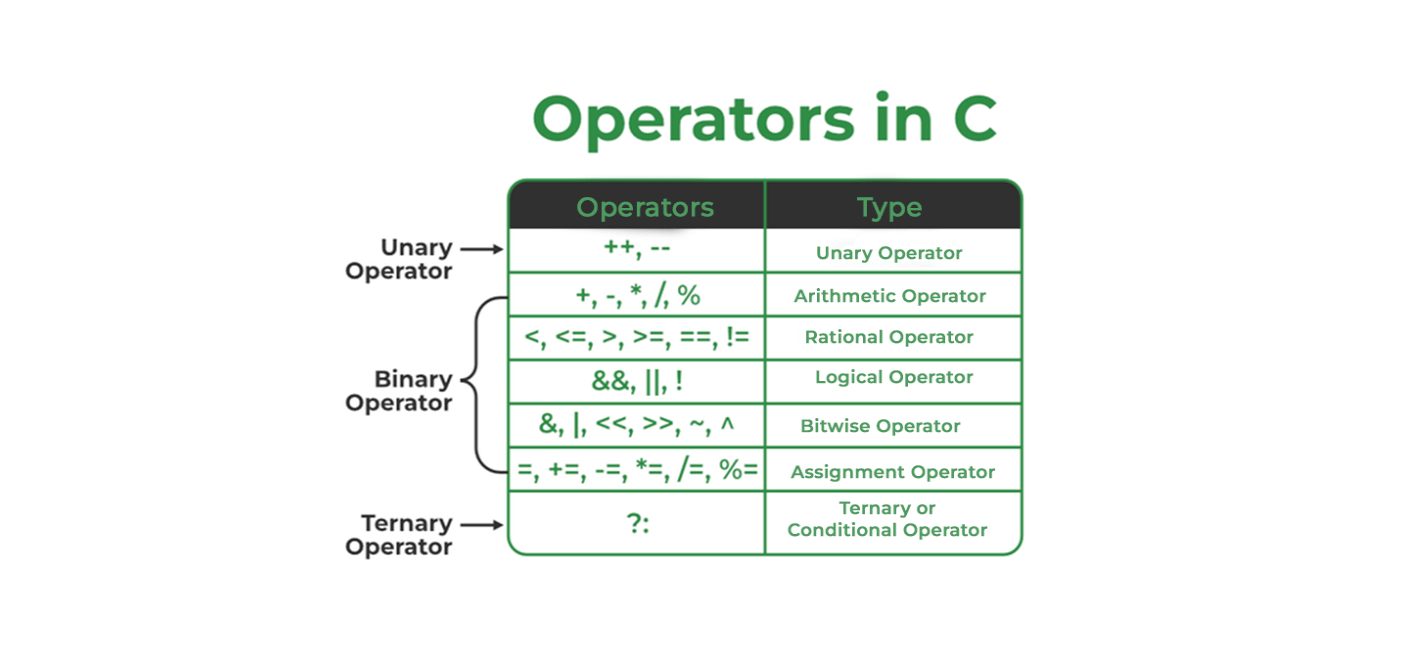 Operators in C
Operators Type
Unary
Operator
++, -- Unary Operator
+, -, *, /, % Arithmetic Operator
<, <=, >, >=, ==, != Rational Operator
Binary
Operator
&&, ||, ! Logical Operator
&, |, <<, >>, ~, ^ Bitwise Operator
=, +=, -=, *=, /=, %= Assignment Operator
Ternary
Operator
?: Ternary or
Conditional Operator